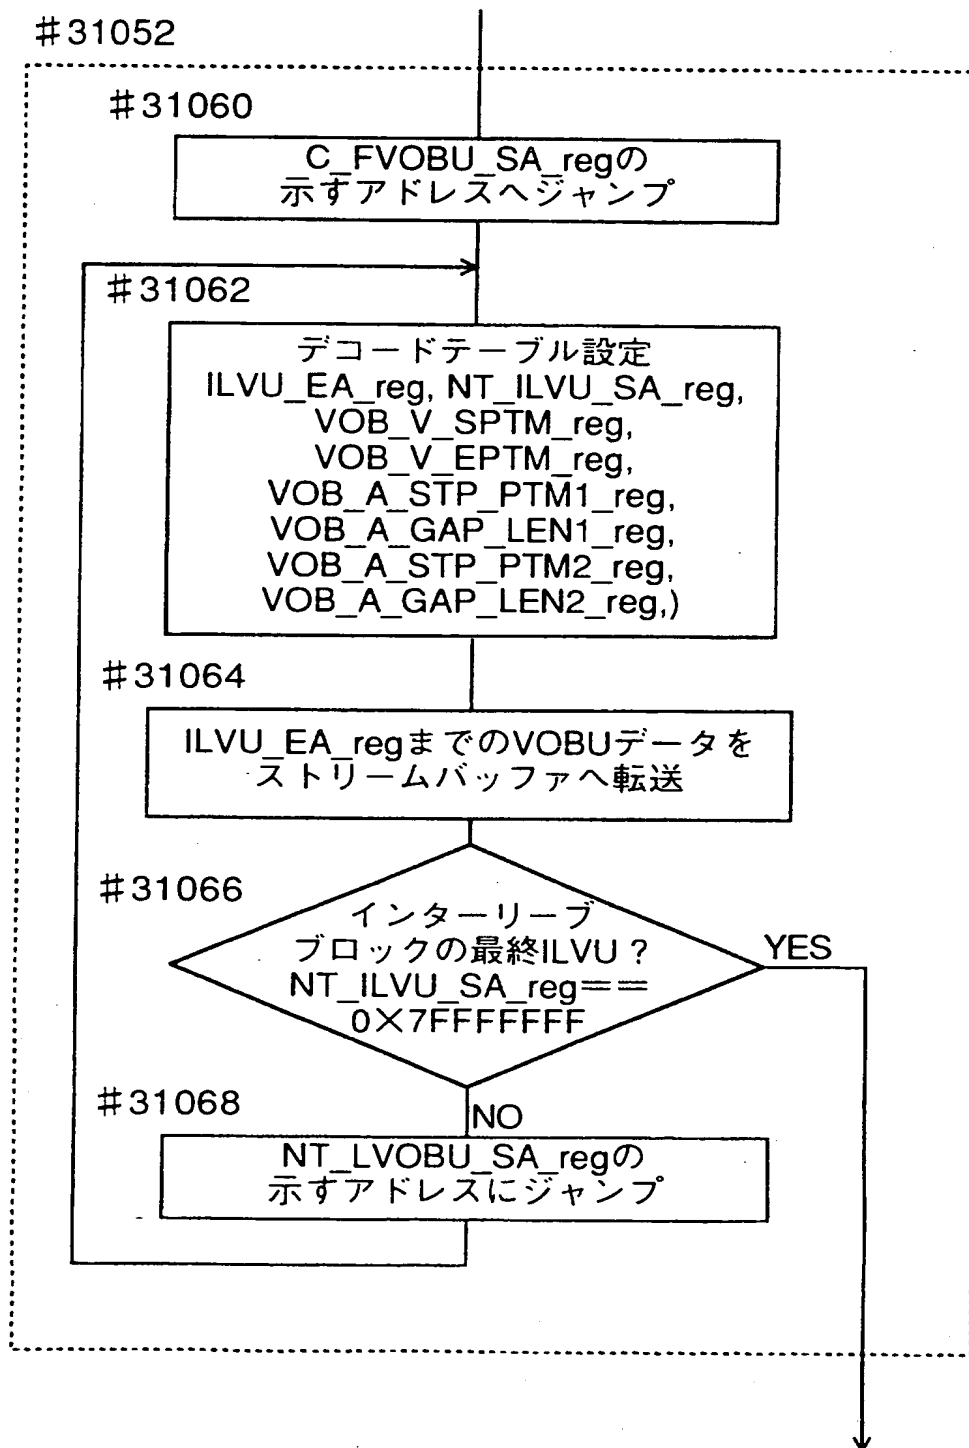 #31052
#31060
C_FVOBU_SA_regの
示すアドレスへジャンプ
#31062
デコードテーブル設定
ILVU_EA_reg, NT_ILVU_SA_reg,
VOB_V_SPTM_reg,
VOB_V_EPTM_reg,
VOB_A_STP_PTM1_reg,
VOB_A_GAP_LEN1_reg,
VOB_A_STP_PTM2_reg,
VOB_A_GAP_LEN2_reg,)
#31064
ILVU_EA_regまでのVOBUデータを
ストリームバッファへ転送
#31066
インターリーブ
ブロックの最終ILVU？
NT_ILVU_SA_reg==
0×7FFFFFFF
YES
#31068
NO
NT_LVOBU_SA_regの
示すアドレスにジャンプ